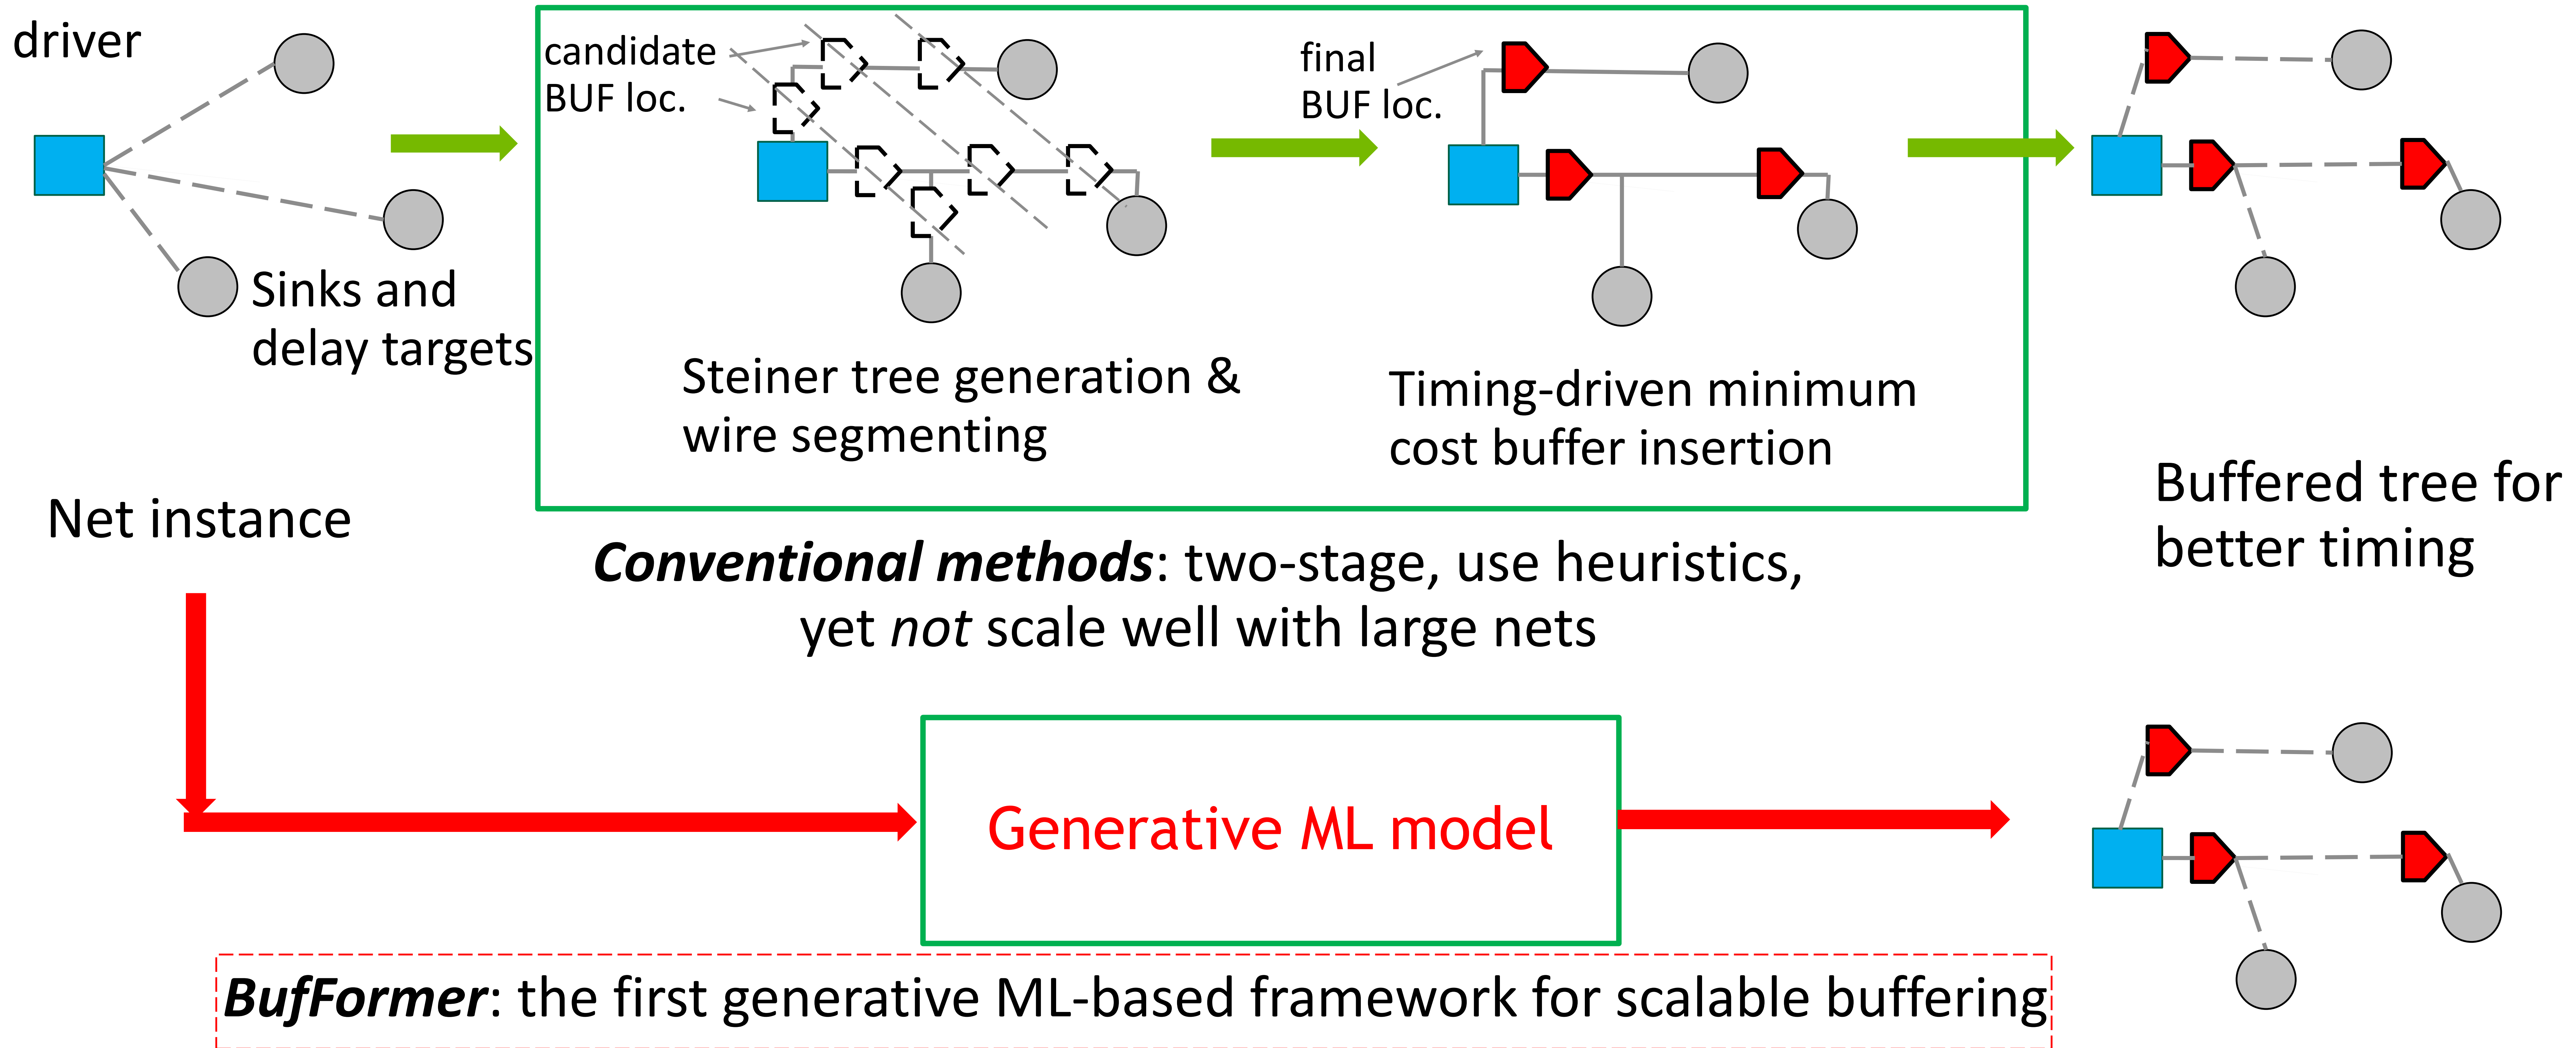 driver
Sinks and
delay targets
Net instance
candidate
BUF loc.
Steiner tree generation &
wire segmenting
final
BUF loc.
Timing-driven minimum
cost buffer insertion
Buffered tree for
better timing
Conventional methods: two-stage, use heuristics,
yet not scale well with large nets
Generative ML model
BufFormer: the first generative ML-based framework for scalable buffering